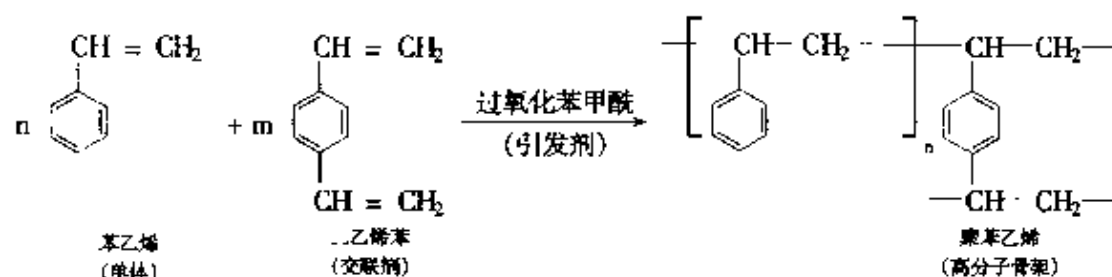 CH = CH₂ CH = CH₂ CH — CH₂ CH — CH₂
n + m 过氧化苯甲酰 n
(引发剂)
CH = CH₂ CH — CH₂
苯乙烯 乙烯苯 聚苯乙烯
(单体) (交联剂) (高分子骨架)